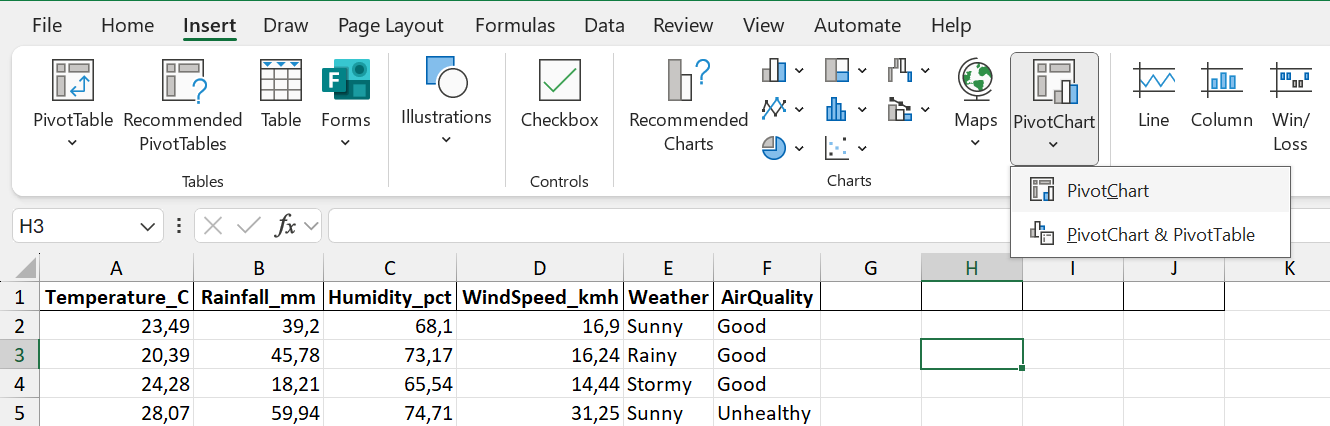 File Home Insert Draw Page Layout Formulas Data Review View Automate Help
PivotTable Recommended PivotTables Table Forms Illustrations Checkbox Recommended Charts Maps PivotChart Line Column Win/ Loss
Tables Controls Charts
PivotChart
PivotChart & PivotTable
H3 fx
A B C D E F G H I J K
1 Temperature_C Rainfall_mm Humidity_pct WindSpeed_kmh Weather AirQuality
2 23,49 39,2 68,1 16,9 Sunny Good
3 20,39 45,78 73,17 16,24 Rainy Good
4 24,28 18,21 65,54 14,44 Stormy Good
5 28,07 59,94 74,71 31,25 Sunny Unhealthy